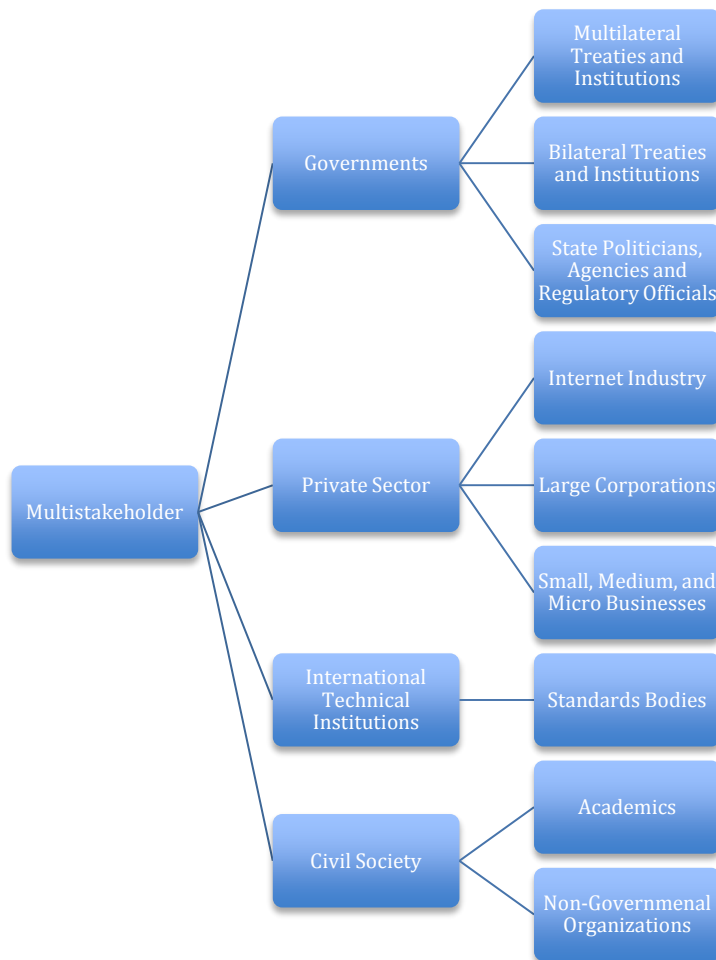 Multistakeholder
Governments
Multilateral
Treaties and
Institutions
Bilateral Treaties
and Institutions
State Politicians,
Agencies and
Regulatory Officials
Private Sector
Internet Industry
Large Corporations
Small, Medium, and
Micro Businesses
International
Technical
Institutions
Standards Bodies
Civil Society
Academics
Non-Governmenal
Organizations